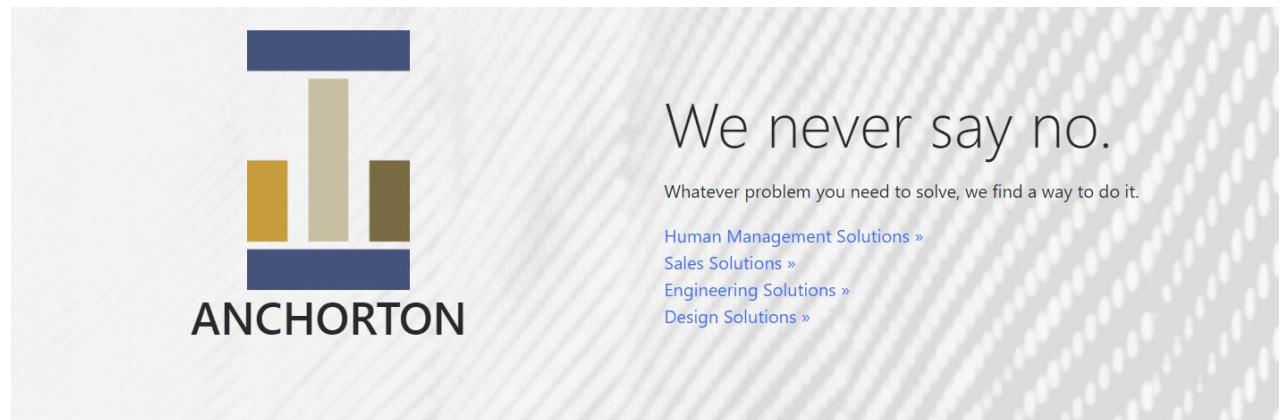 ANCHORTON
We never say no.
Whatever problem you need to solve, we find a way to do it.
Human Management Solutions »
Sales Solutions »
Engineering Solutions »
Design Solutions »